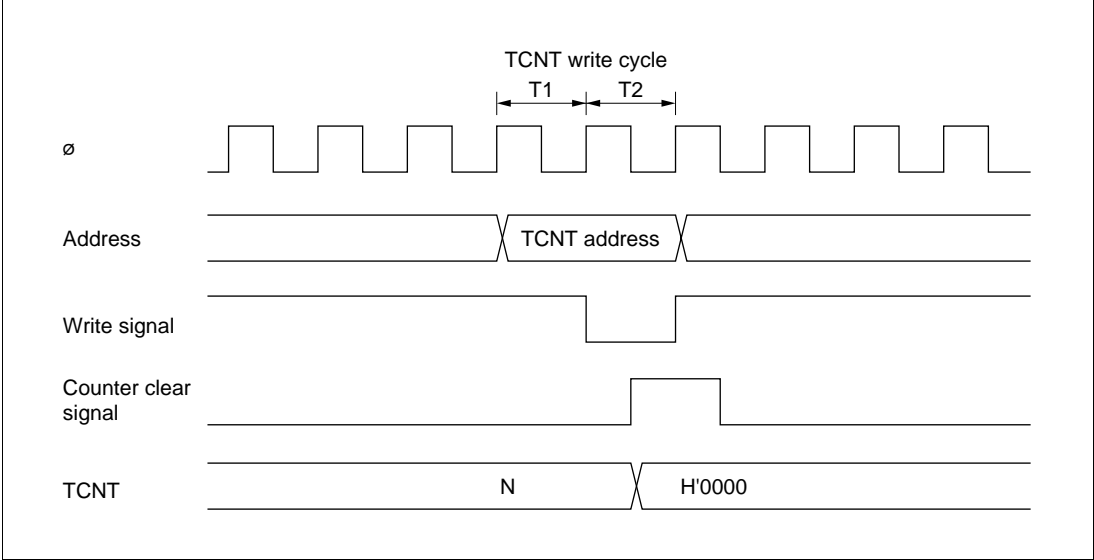 TCNT write cycle
T1 T2
ø
Address
TCNT address
Write signal
Counter clear
signal
TCNT
N
H'0000